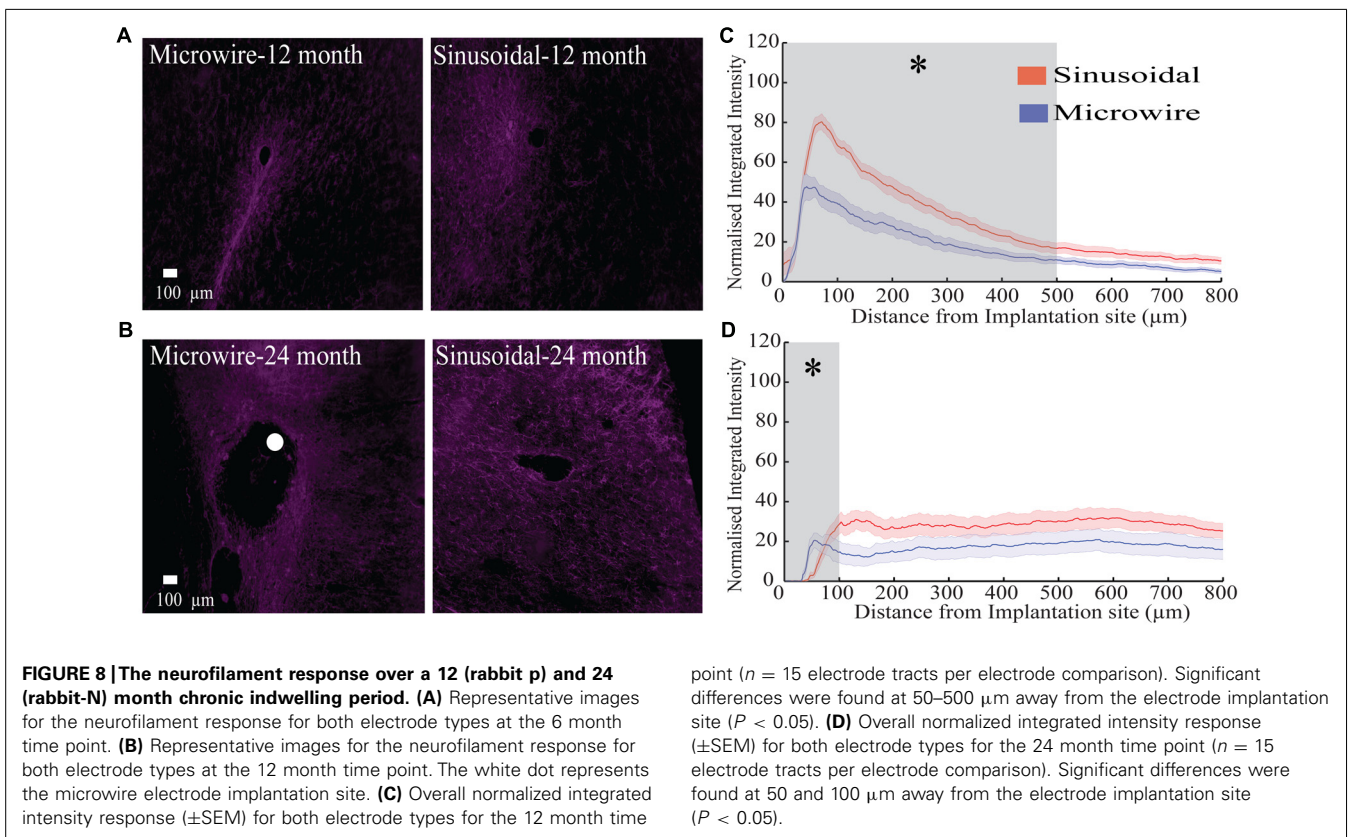 A
Microwire-12 month
Sinusoidal-12 month
100 µm
B
Microwire-24 month
Sinusoidal-24 month
100 µm
C
Normalised Integrated Intensity
120
100
80
60
40
20
0
*
Sinusoidal
Microwire
0 100 200 300 400 500 600 700 800
Distance from Implantation site (µm)
D
Normalised Integrated Intensity
120
100
80
60
40
20
0
*
0 100 200 300 400 500 600 700 800
Distance from Implantation site (µm)
FIGURE 8 | The neurofilament response over a 12 (rabbit p) and 24
(rabbit-N) month chronic indwelling period. (A) Representative images
for the neurofilament response for both electrode types at the 6 month
time point. (B) Representative images for the neurofilament response for
both electrode types at the 12 month time point. The white dot represents
the microwire electrode implantation site. (C) Overall normalized integrated
intensity response (±SEM) for both electrode types for the 12 month time
point (n = 15 electrode tracts per electrode comparison). Significant
differences were found at 50–500 µm away from the electrode implantation
site (P < 0.05). (D) Overall normalized integrated intensity response
(±SEM) for both electrode types for the 24 month time point (n = 15
electrode tracts per electrode comparison). Significant differences were
found at 50 and 100 µm away from the electrode implantation site
(P < 0.05).